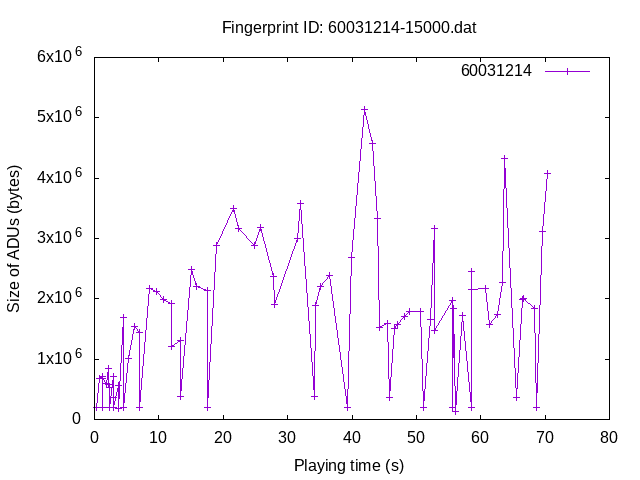 Fingerprint ID: 60031214-15000.dat
60031214
6x10^6
5x10^6
4x10^6
3x10^6
2x10^6
1x10^6
0
0 10 20 30 40 50 60 70 80
Size of ADUs (bytes)
Playing time (s)